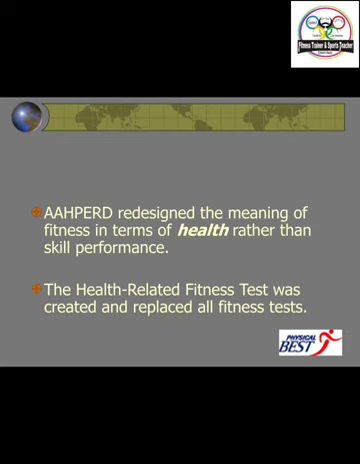 Fitness Trainer & Sports Teacher
AAHPERD redesigned the meaning of
fitness in terms of health rather than
skill performance.
The Health-Related Fitness Test was
created and replaced all fitness tests.
PHYSICAL
BEST